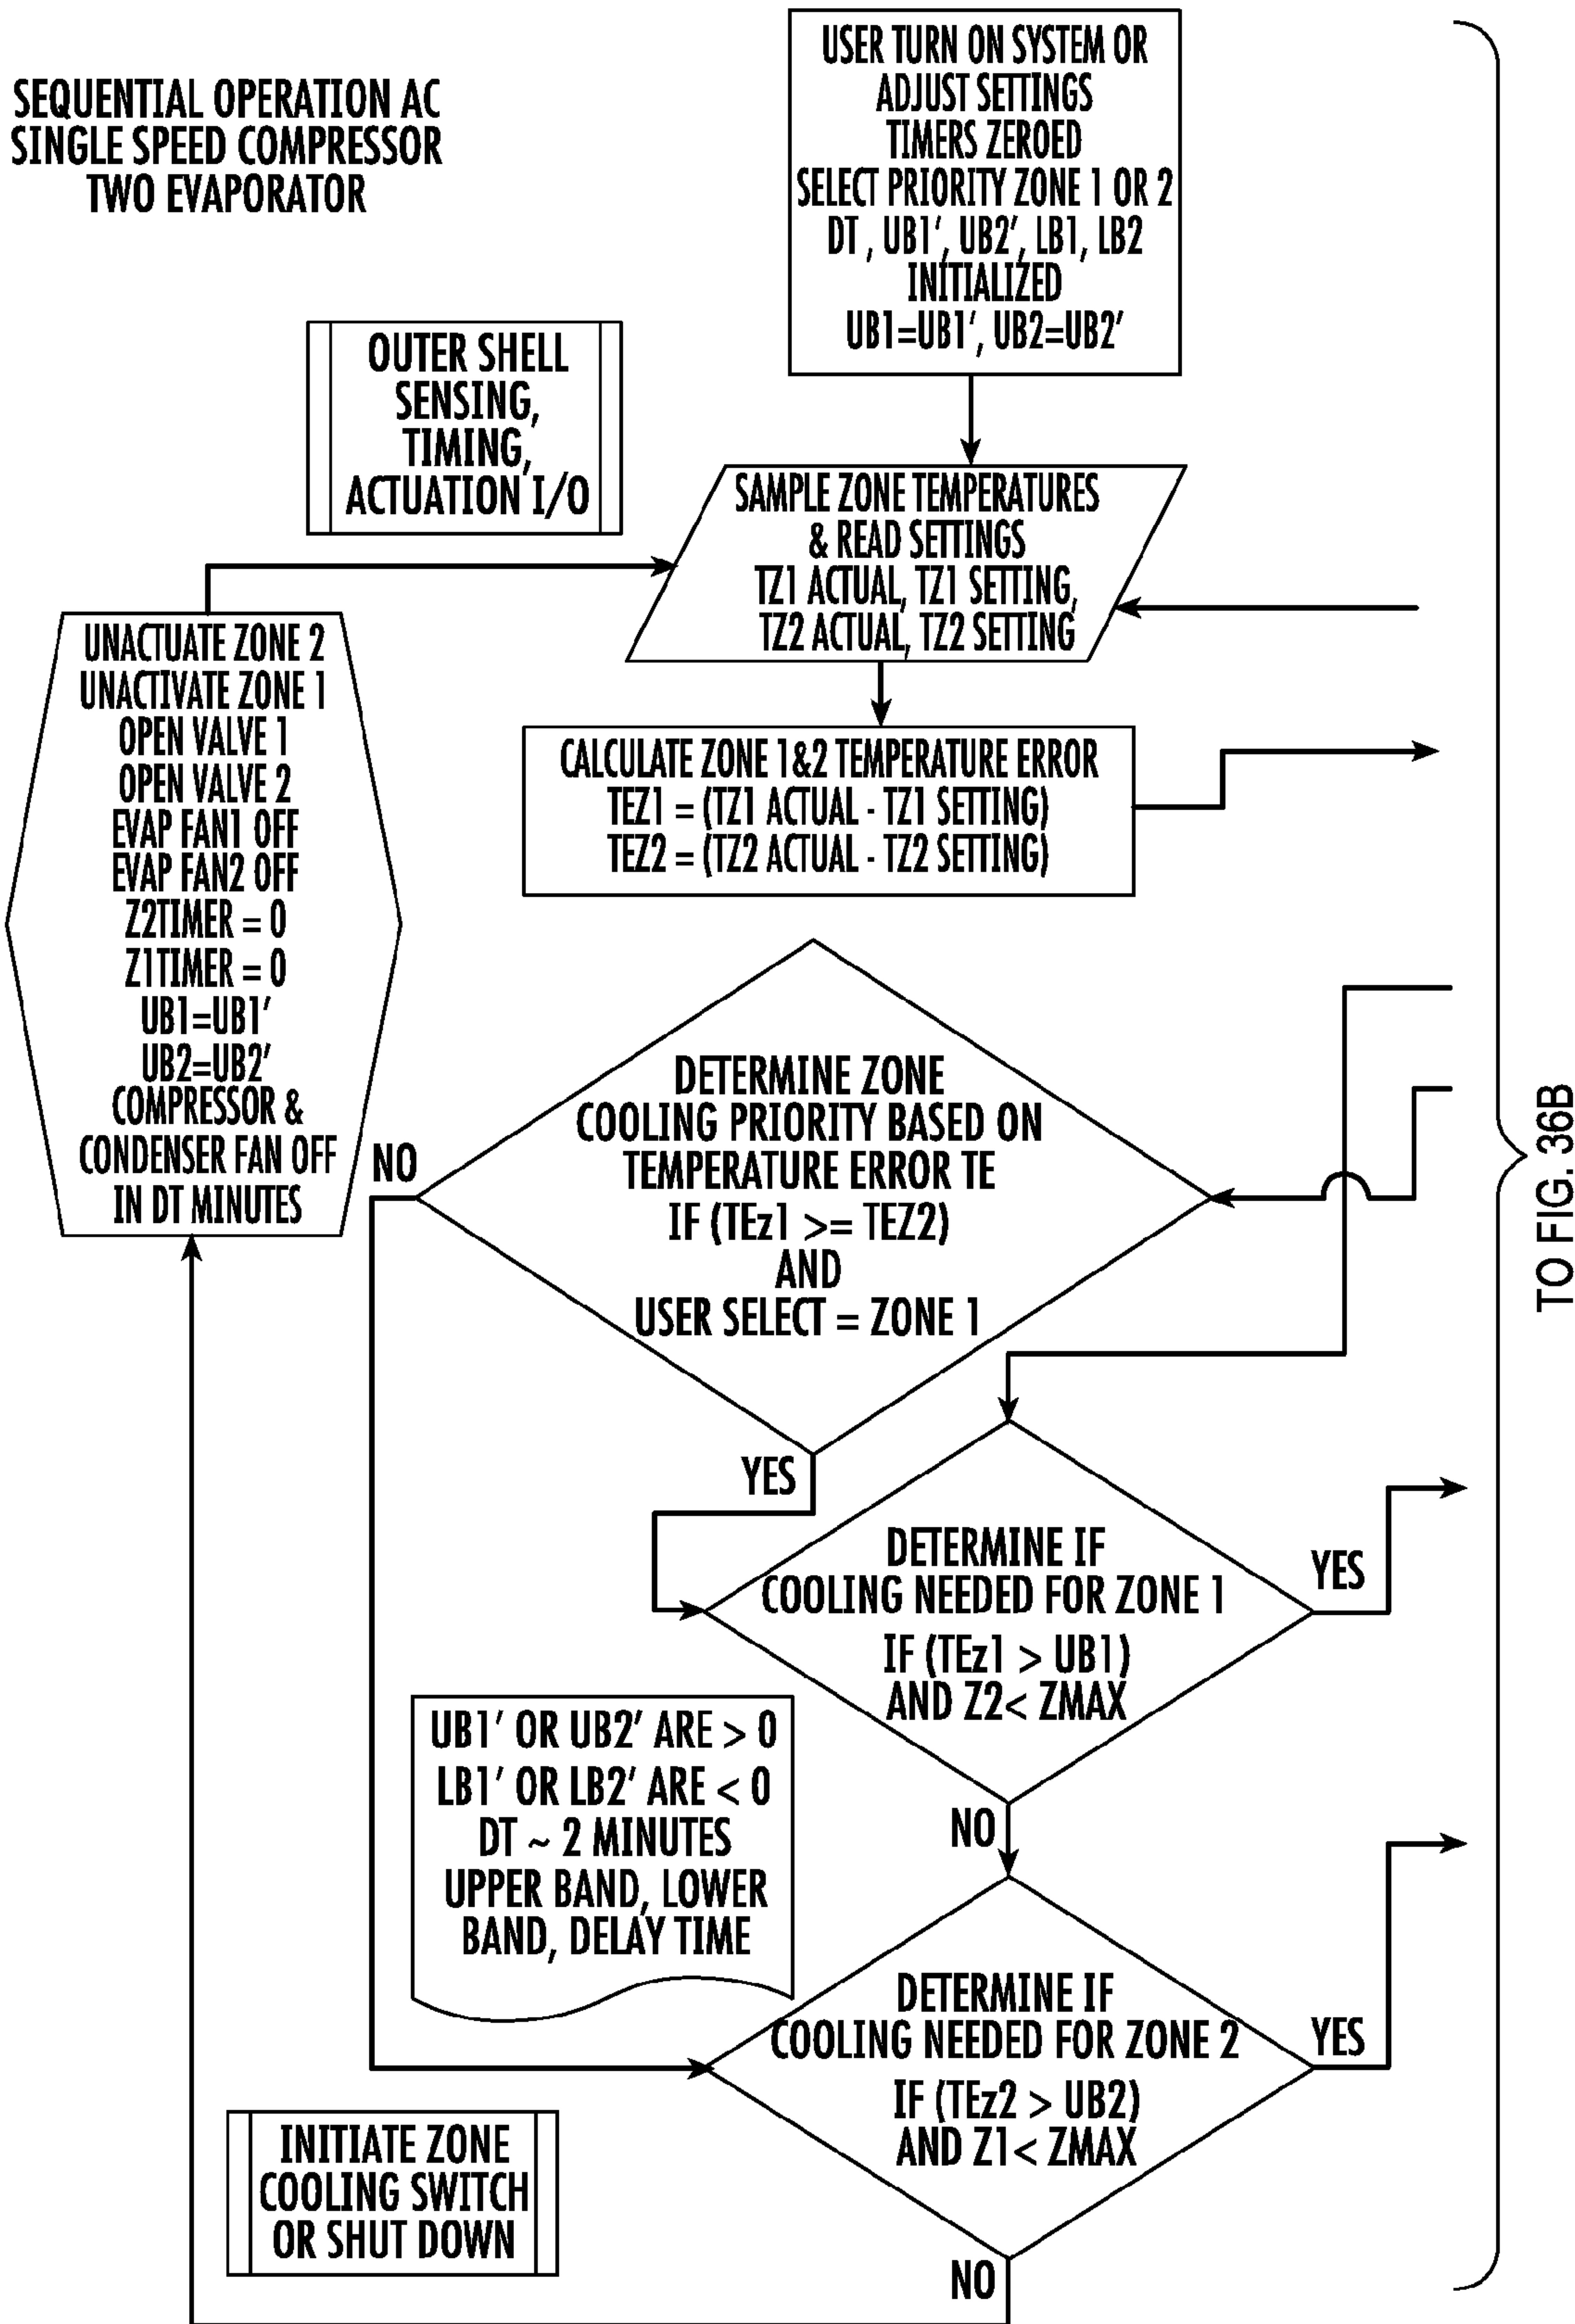 SEQUENTIAL OPERATION AC
SINGLE SPEED COMPRESSOR
TWO EVAPORATOR
USER TURN ON SYSTEM OR
ADJUST SETTINGS
TIMERS ZEROED
SELECT PRIORITY ZONE 1 OR 2
DT , UB1', UB2', LB1, LB2
INITIALIZED
UB1=UB1', UB2=UB2'
OUTER SHELL
SENSING,
TIMING,
ACTUATION I/O
SAMPLE ZONE TEMPERATURES
& READ SETTINGS
TZ1 ACTUAL, TZ1 SETTING,
TZ2 ACTUAL, TZ2 SETTING
UNACTUATE ZONE 2
UNACTIVATE ZONE 1
OPEN VALVE 1
OPEN VALVE 2
EVAP FAN1 OFF
EVAP FAN2 OFF
Z2TIMER = 0
Z1TIMER = 0
UB1=UB1'
UB2=UB2'
COMPRESSOR &
CONDENSER FAN OFF
IN DT MINUTES
CALCULATE ZONE 1&2 TEMPERATURE ERROR
TEZ1 = (TZ1 ACTUAL - TZ1 SETTING)
TEZ2 = (TZ2 ACTUAL - TZ2 SETTING)
DETERMINE ZONE
COOLING PRIORITY BASED ON
TEMPERATURE ERROR TE
IF (TEz1 >= TEZ2)
AND
USER SELECT = ZONE 1
NO
YES
DETERMINE IF
COOLING NEEDED FOR ZONE 1
IF (TEz1 > UB1)
AND Z2< ZMAX
YES
NO
UB1' OR UB2' ARE > 0
LB1' OR LB2' ARE < 0
DT ~ 2 MINUTES
UPPER BAND, LOWER
BAND, DELAY TIME
DETERMINE IF
COOLING NEEDED FOR ZONE 2
IF (TEz2 > UB2)
AND Z1< ZMAX
YES
NO
INITIATE ZONE
COOLING SWITCH
OR SHUT DOWN
TO FIG. 36B